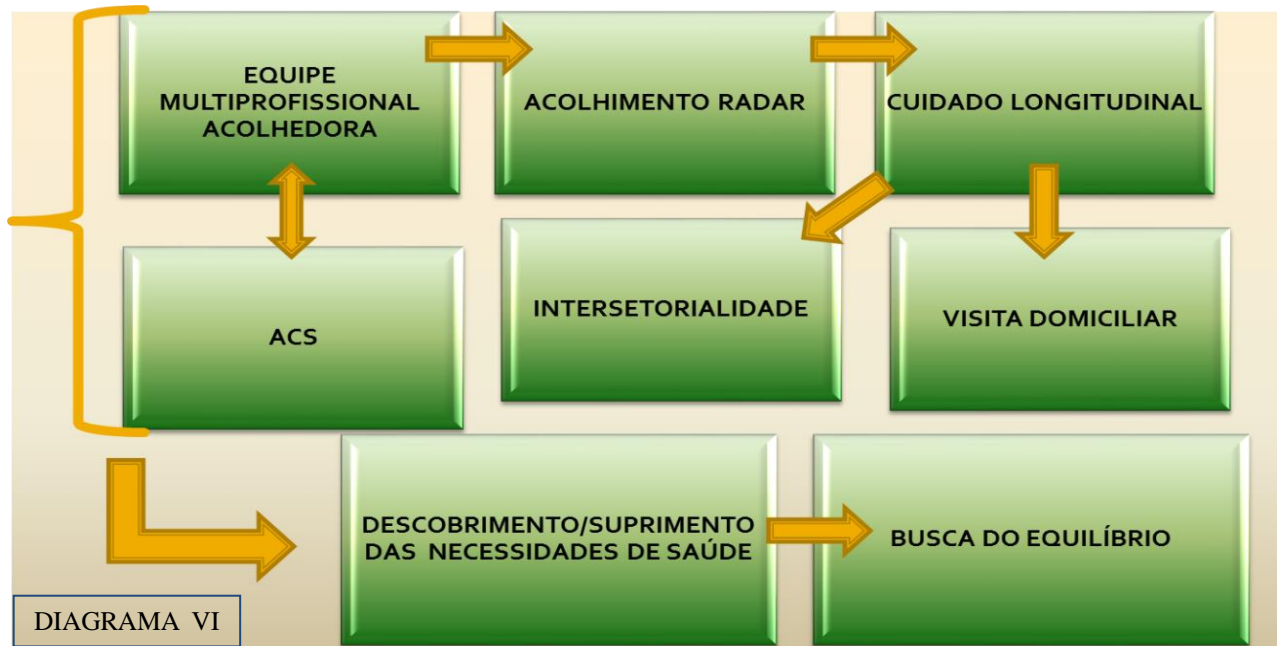 EQUIPE
MULTIPROFISSIONAL
ACOLHEDORA
ACOLHIMENTO RADAR
CUIDADO LONGITUDINAL
ACS
INTERSETORIALIDADE
VISITA DOMICILIAR
DESCOBRIMENTO/SUPRIMENTO
DAS NECESSIDADES DE SAÚDE
BUSCA DO EQUILÍBRIO
DIAGRAMA VI